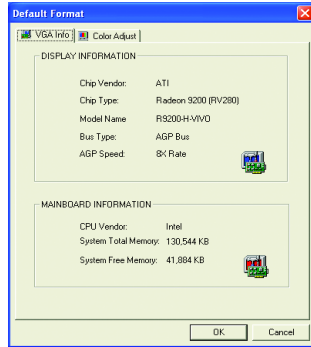 Default Format
VGA Info Color Adjust
DISPLAY INFORMATION
Chip Vendor: ATI
Chip Type: Radeon 9200 (RV280)
Model Name R9200-H-VIVO
Bus Type: AGP Bus
AGP Speed: 8X Rate
MAINBOARD INFORMATION
CPU Vendor: Intel
System Total Memory: 130,544 KB
System Free Memory: 41,884 KB
OK Cancel